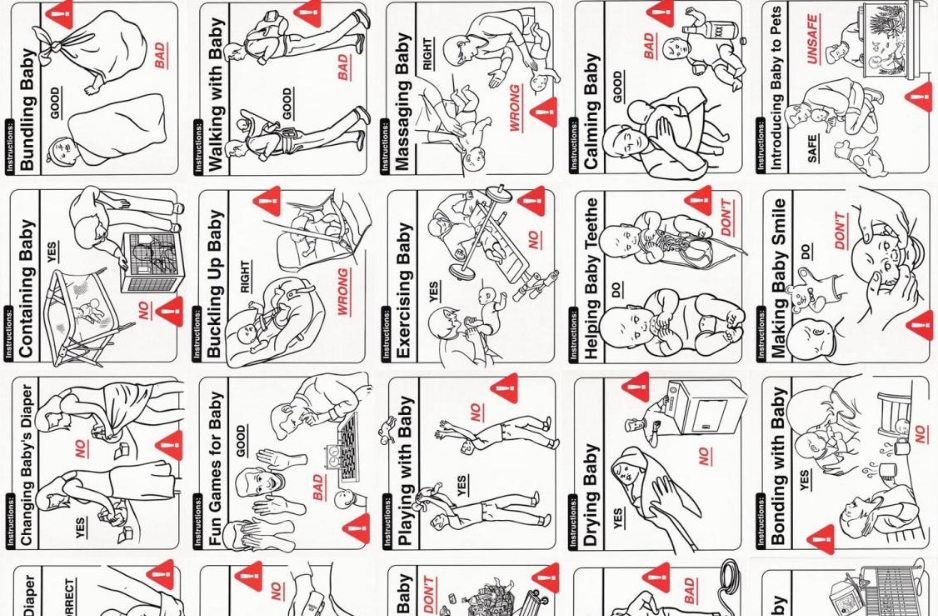 Diaper
RRECT
Instructions:
Changing Baby's Diaper
YES
NO
Instructions:
Containing Baby
NO
YES
Instructions:
Bundling Baby
GOOD
BAD
NO
Instructions:
Fun Games for Baby
GOOD
BAD
Instructions:
Buckling Up Baby
RIGHT
WRONG
Instructions:
Walking with Baby
GOOD
BAD
Baby
DON'T
Instructions:
Playing with Baby
YES
NO
Instructions:
Exercising Baby
YES
NO
Instructions:
Massaging Baby
RIGHT
WRONG
BAD
Instructions:
Drying Baby
YES
NO
Instructions:
Helping Baby Teethe
DO
DON'T
Instructions:
Calming Baby
GOOD
BAD
XXX
by
Instructions:
Bonding with Baby
YES
NO
Instructions:
Making Baby Smile
DO
DON'T
Instructions:
Introducing Baby to Pets
SAFE
UNSAFE